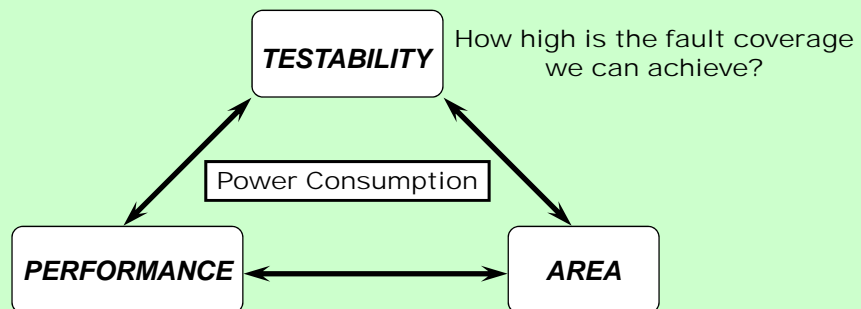 TESTABILITY
How high is the fault coverage
we can achieve?
Power Consumption
PERFORMANCE
AREA